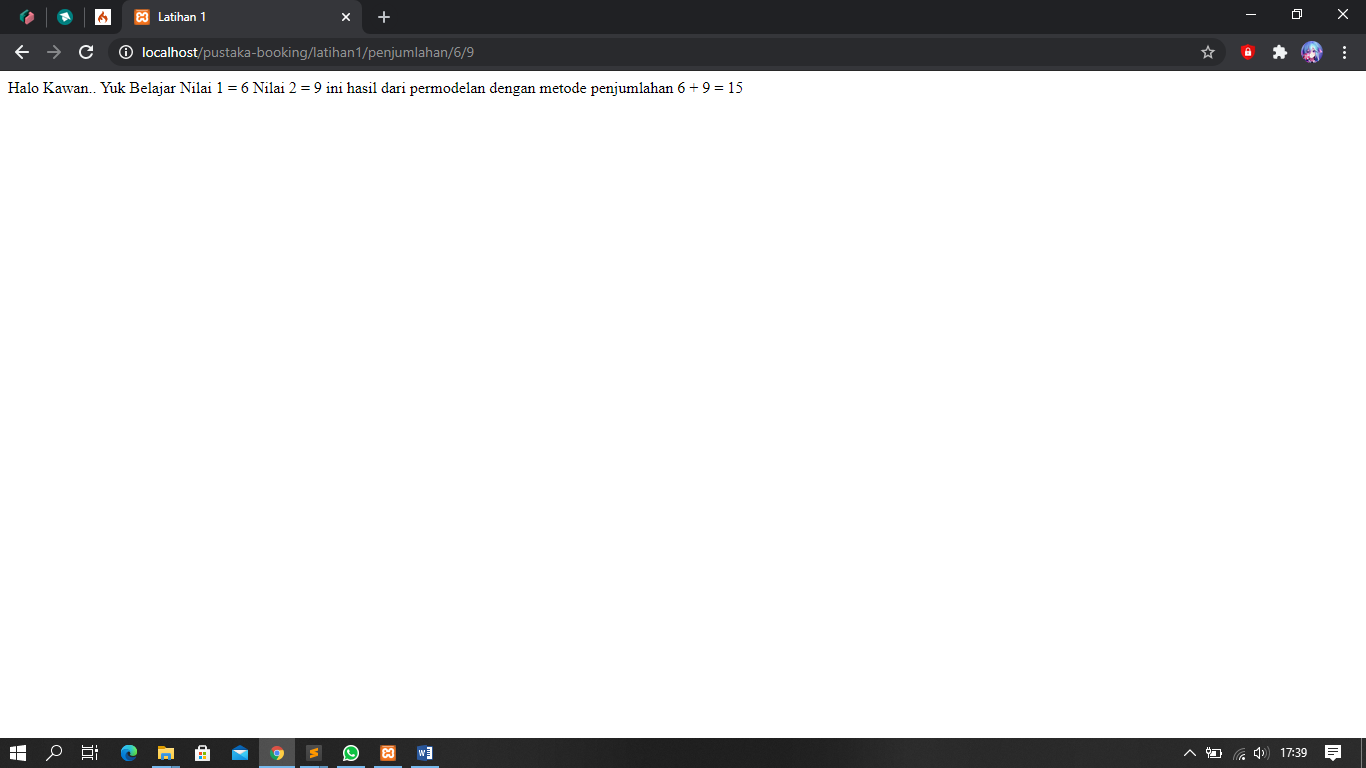 Latihan 1
localhost/pustaka-booking/latihan1/penjumlahan/6/9
Halo Kawan.. Yuk Belajar Nilai 1 = 6 Nilai 2 = 9 ini hasil dari permodelan dengan metode penjumlahan 6 + 9 = 15
17:39